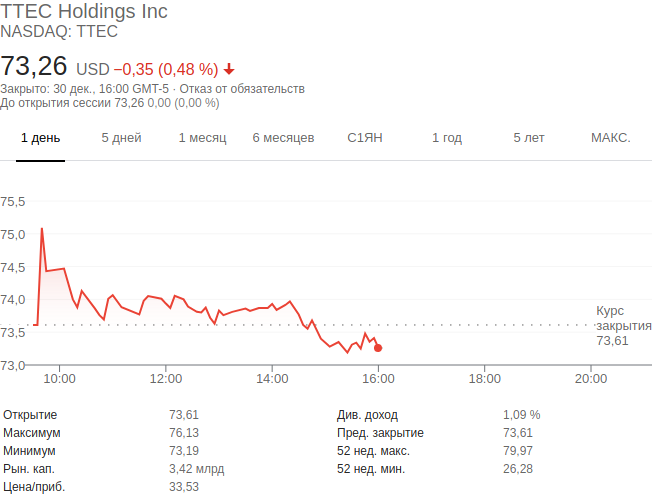 TTEC Holdings Inc
NASDAQ: TTEC
73,26 USD −0,35 (0,48 %)
Закрыто: 30 дек., 16:00 GMT-5 · Отказ от обязательств
До открытия сессии 73,26 0,00 (0,00 %)
1 день 5 дней 1 месяц 6 месяцев С1ЯН 1 год 5 лет МАКС.
75,5
75,0
74,5
74,0
73,5
73,0
Курс
закрытия
73,61
10:00 12:00 14:00 16:00 18:00 20:00
Открытие 73,61 Див. доход 1,09 %
Максимум 76,13 Пред. закрытие 73,61
Минимум 73,19 52 нед. макс. 79,97
Рын. кап. 3,42 млрд 52 нед. мин. 26,28
Цена/приб. 33,53